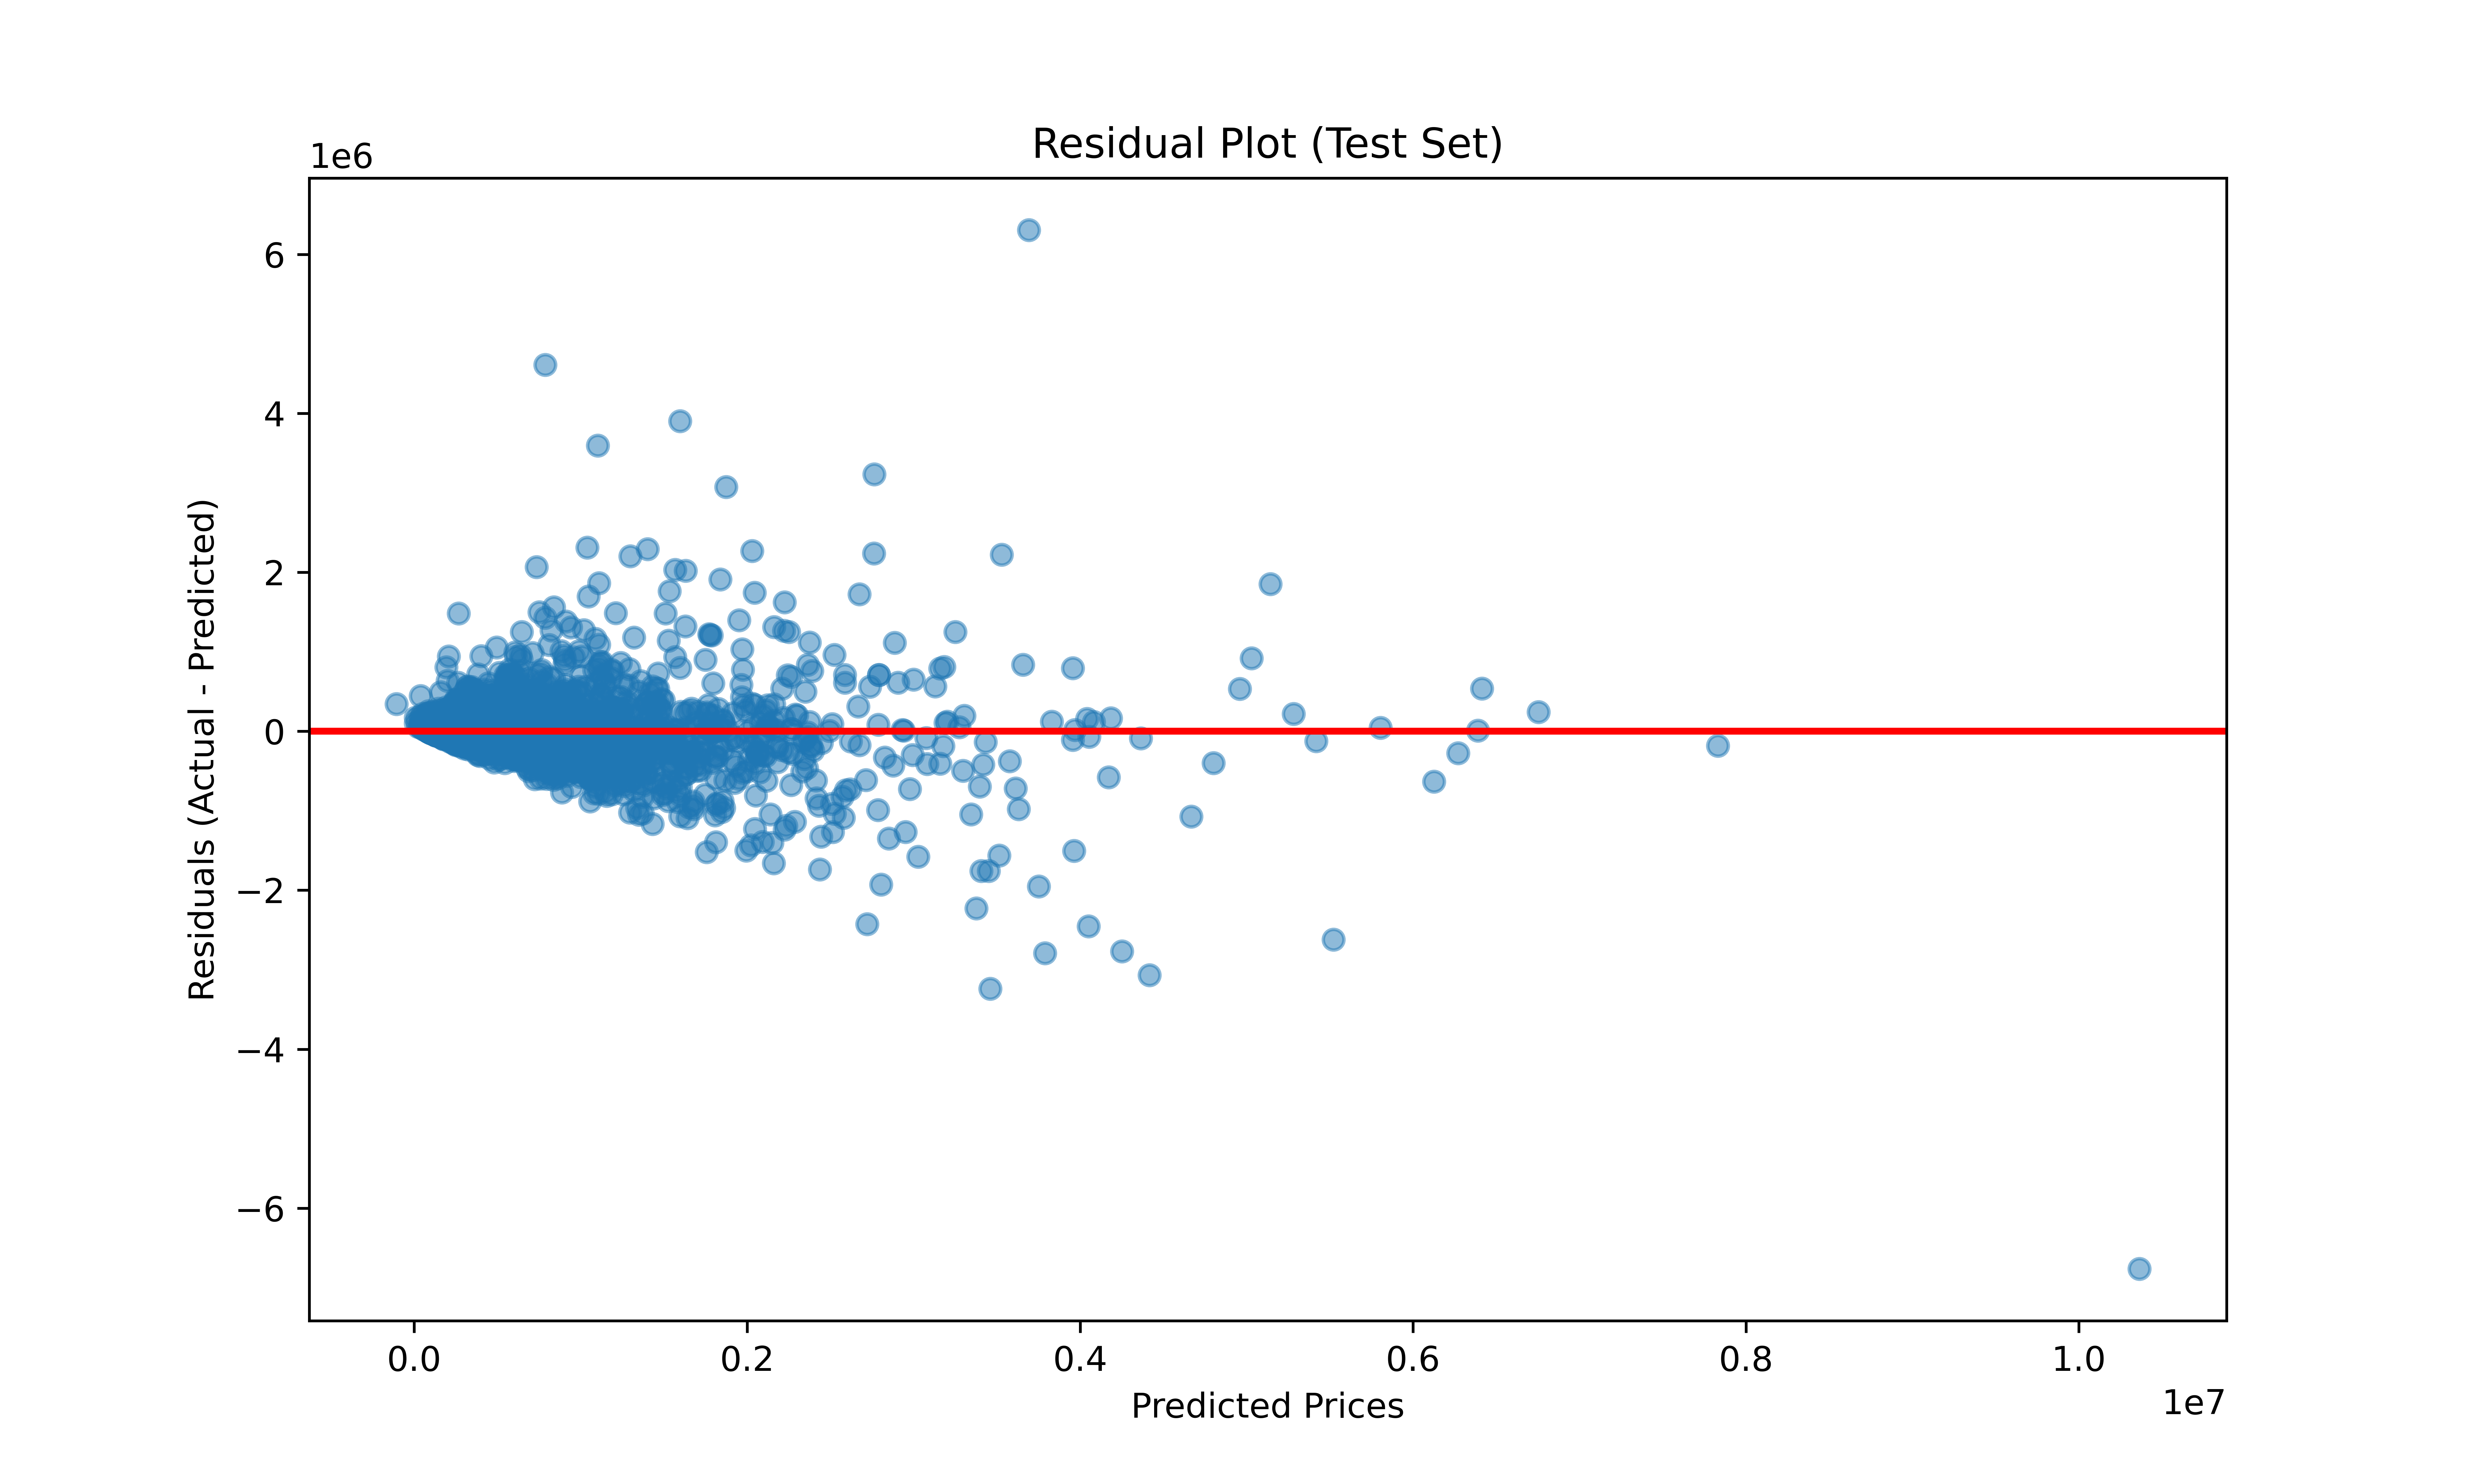 Residual Plot (Test Set)
1e6
6
4
2
0
−2
−4
−6
Residuals (Actual - Predicted)
0.0 0.2 0.4 0.6 0.8 1.0
1e7
Predicted Prices